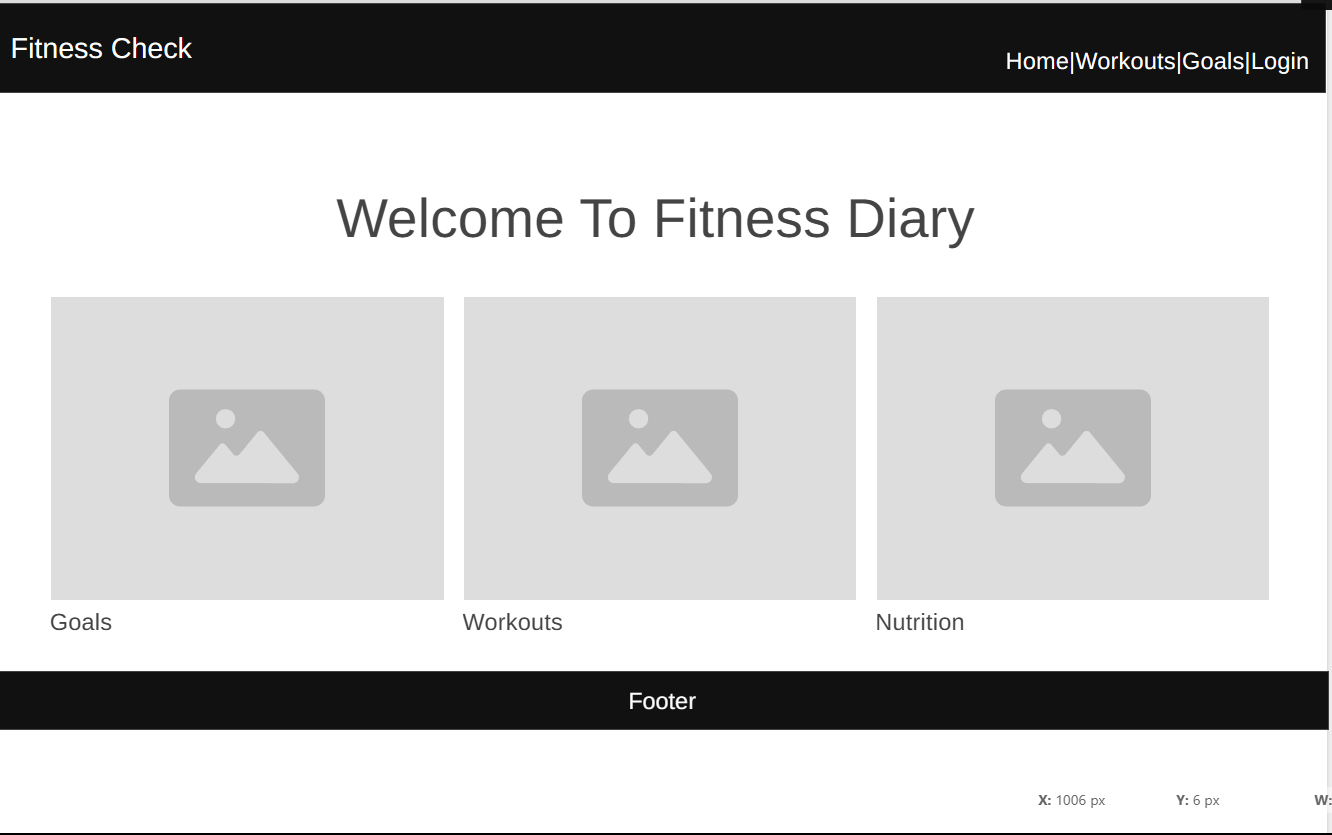 Fitness Check
Home|Workouts|Goals|Login
Welcome To Fitness Diary
Goals
Workouts
Nutrition
Footer
X: 1006 px Y: 6 px W: